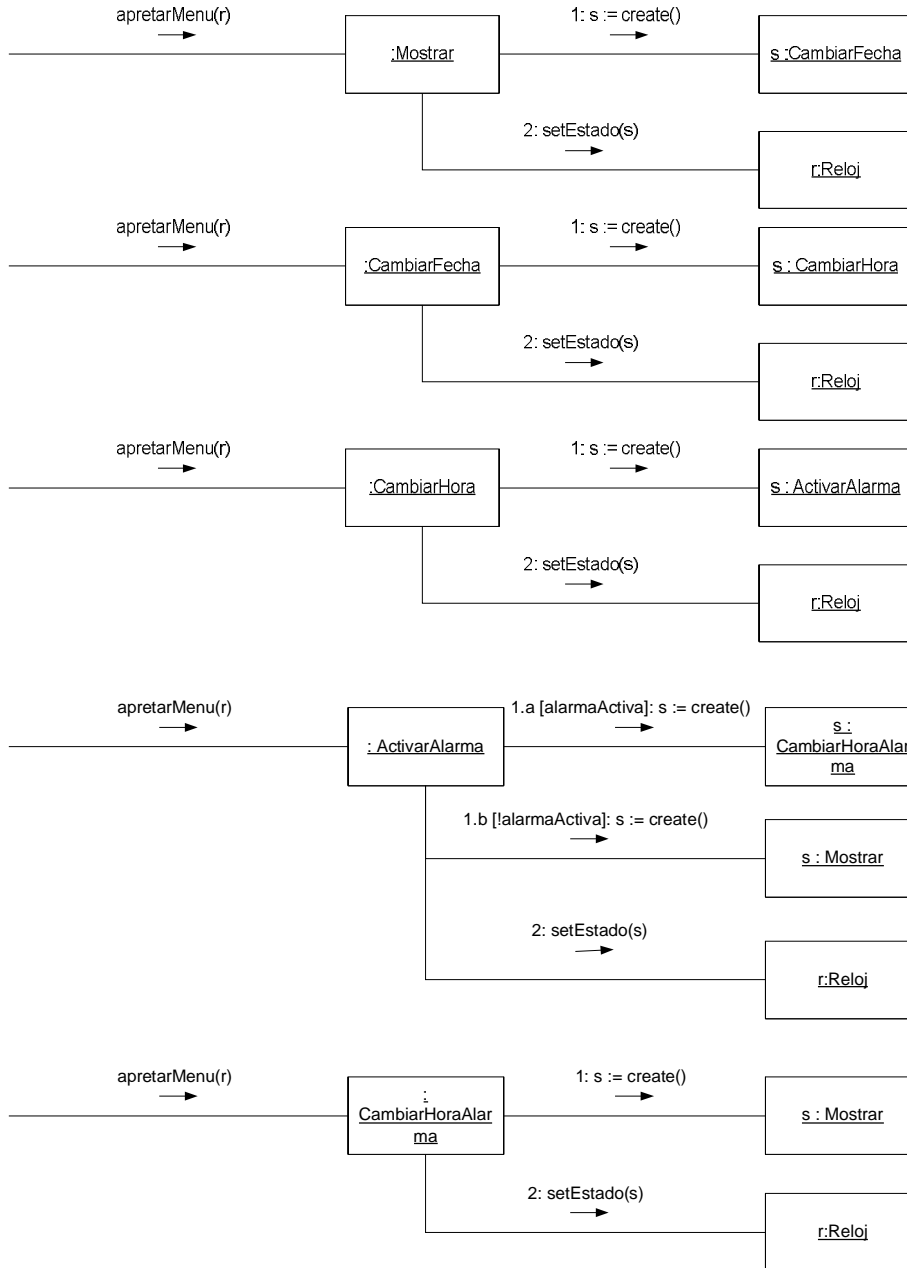 apretarMenu(r)
1: s := create()
:Mostrar
s :CambiarFecha
2: setEstado(s)
r:Reloj
apretarMenu(r)
1: s := create()
:CambiarFecha
s : CambiarHora
2: setEstado(s)
r:Reloj
apretarMenu(r)
1: s := create()
:CambiarHora
s : ActivarAlarma
2: setEstado(s)
r:Reloj
apretarMenu(r)
1.a [alarmaActiva]: s := create()
: ActivarAlarma
s :
CambiarHoraAlar
ma
1.b [!alarmaActiva]: s := create()
s : Mostrar
2: setEstado(s)
r:Reloj
apretarMenu(r)
1: s := create()
:
CambiarHoraAlar
ma
s : Mostrar
2: setEstado(s)
r:Reloj